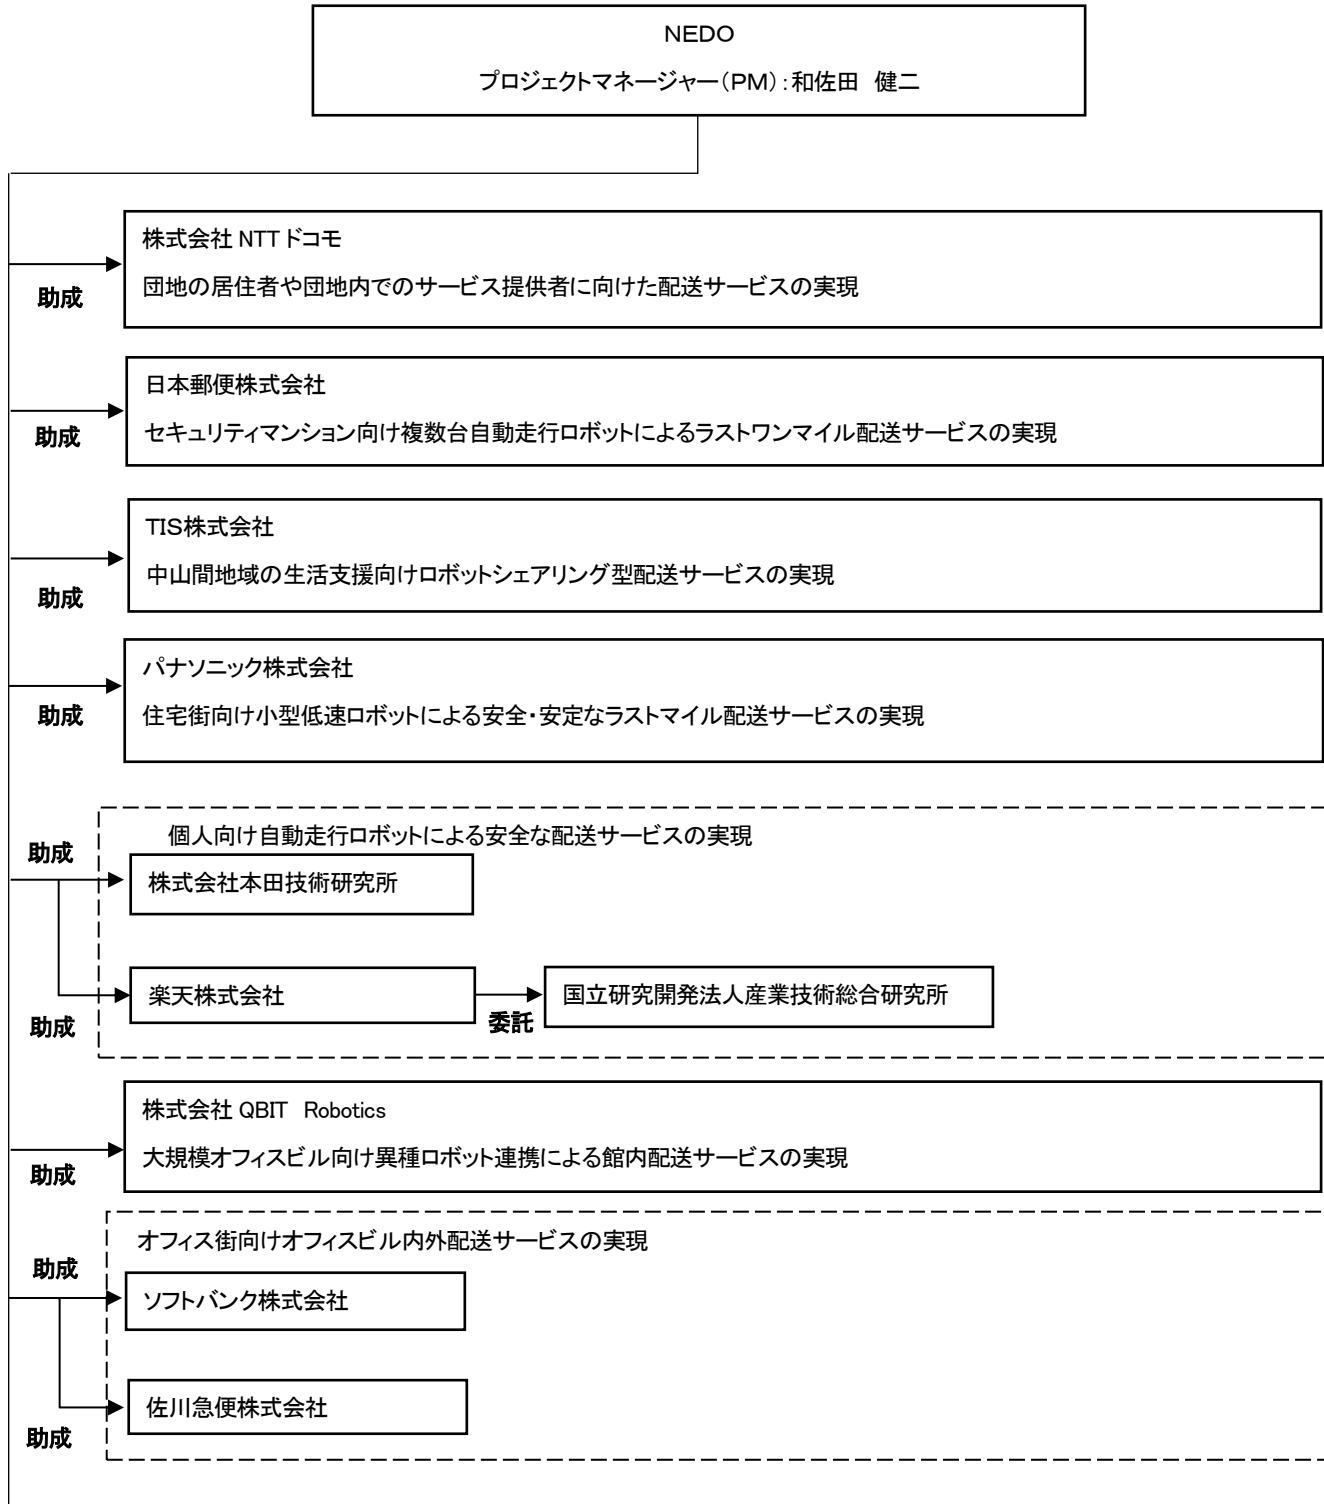 NEDO
プロジェクトマネージャー(PM):和佐田 健二
株式会社 NTTドコモ
団地の居住者や団地内でのサービス提供者に向けた配送サービスの実現
助成
日本郵便株式会社
セキュリティマンション向け複数台自動走行ロボットによるラストワンマイル配送サービスの実現
助成
TIS株式会社
中山間地域の生活支援向けロボットシェアリング型配送サービスの実現
助成
パナソニック株式会社
住宅街向け小型低速ロボットによる安全・安定なラストマイル配送サービスの実現
助成
個人向け自動走行ロボットによる安全な配送サービスの実現
助成
株式会社本田技術研究所
楽天株式会社
国立研究開発法人産業技術総合研究所
委託
助成
株式会社 QBIT Robotics
大規模オフィスビル向け異種ロボット連携による館内配送サービスの実現
助成
オフィス街向けオフィスビル内外配送サービスの実現
助成
ソフトバンク株式会社
佐川急便株式会社
助成